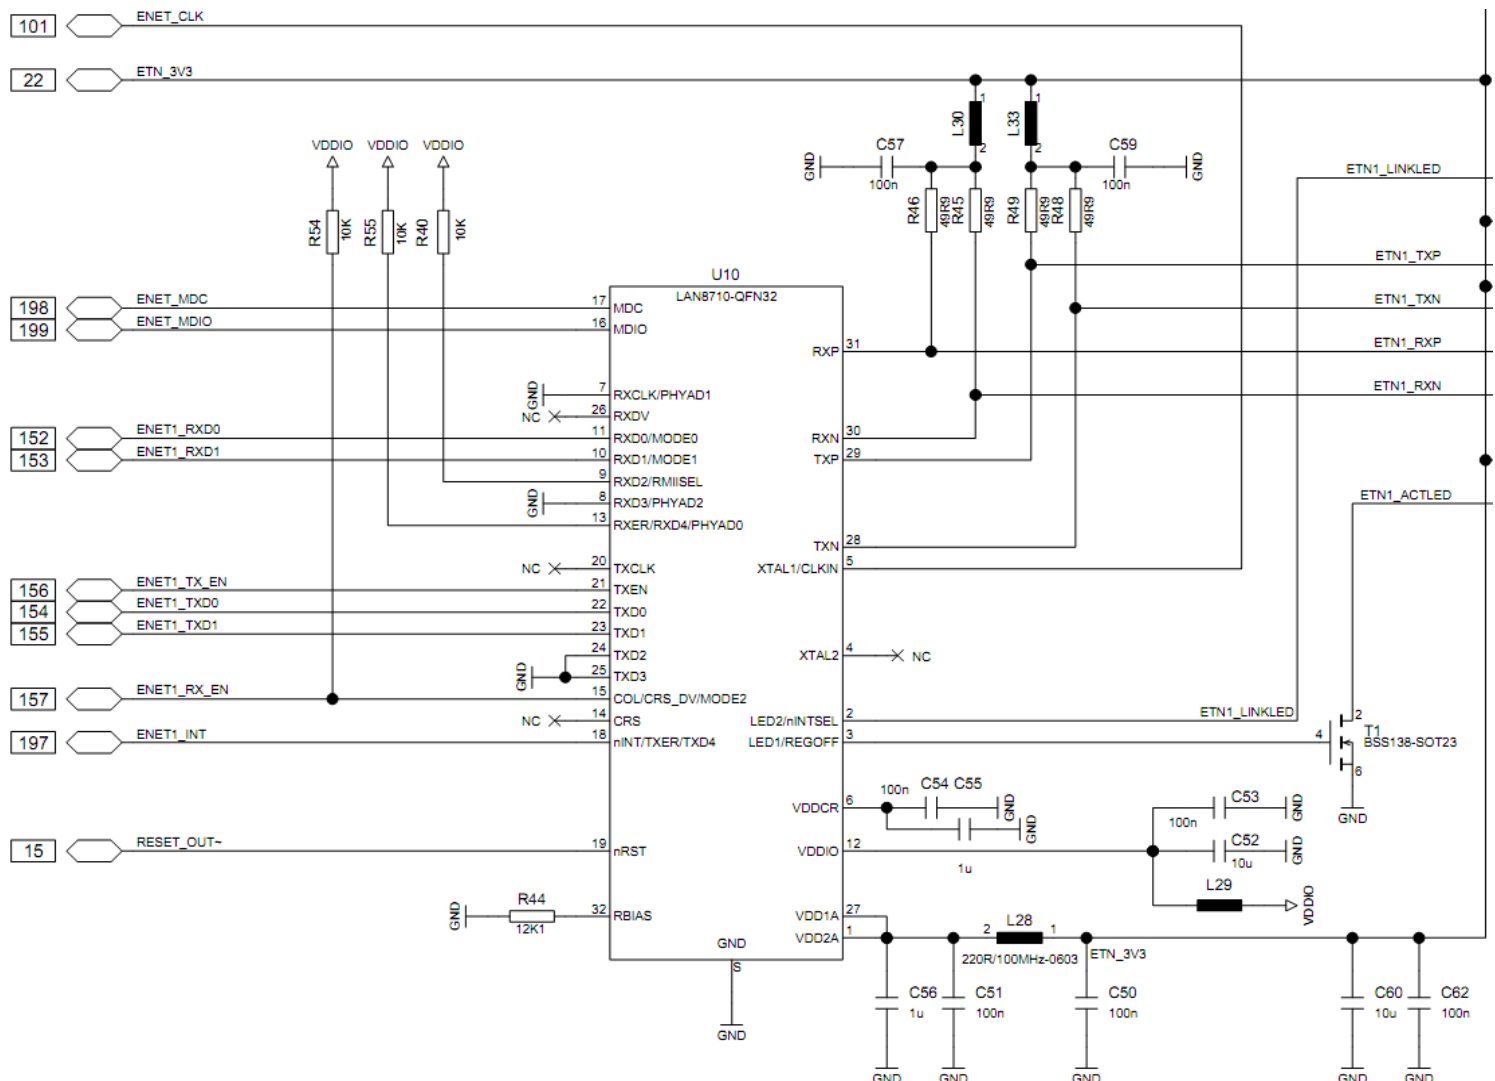 101 ENET_CLK
22 ETN_3V3
VDDIO VDDIO VDDIO
R54 10K R55 10K R40 10K
L30 1 2
L33 1 2
GND C57 100n
C59 100n GND
R46 49R9 R45 49R9 R49 49R9 R48 49R9
ETN1_LINKLED
ETN1_TXP
ETN1_TXN
ETN1_RXP
ETN1_RXN
ETN1_ACTLED
U10
LAN8710-QFN32
198 ENET_MDC 17 MDC
199 ENET_MDIO 16 MDIO
RXP 31
GND 7 RXCLK/PHYAD1
NC 26 RXDV
152 ENET1_RXD0 11 RXD0/MODE0
RXN 30
153 ENET1_RXD1 10 RXD1/MODE1
TXP 29
9 RXD2/RMIISEL
GND 8 RXD3/PHYAD2
13 RXER/RXD4/PHYAD0
TXN 28
NC 20 TXCLK
XTAL1/CLKIN 5
156 ENET1_TX_EN 21 TXEN
154 ENET1_TXD0 22 TXD0
155 ENET1_TXD1 23 TXD1
24 TXD2
XTAL2 4 NC
GND 25 TXD3
157 ENET1_RX_EN 15 COL/CRS_DV/MODE2
NC 14 CRS
LED2/nINTSEL 2 ETN1_LINKLED
197 ENET1_INT 18 nINT/TXER/TXD4
LED1/REGOFF 3
4 2 6 T1
BSS138-SOT23
GND
VDDCR 6
100n C54 C55 GND
1u GND
C53 100n GND
15 RESET_OUT~ 19 nRST
VDDIO 12
C52 10u GND
L29 VDDIO
GND R44 12K1 32 RBIAS
VDD1A 27
VDD2A 1
2 L28 1
220R/100MHz-0603 ETN_3V3
GND
S
GND
C56 1u
C51 100n
C50 100n
C60 10u
C62 100n
GND GND GND GND GND